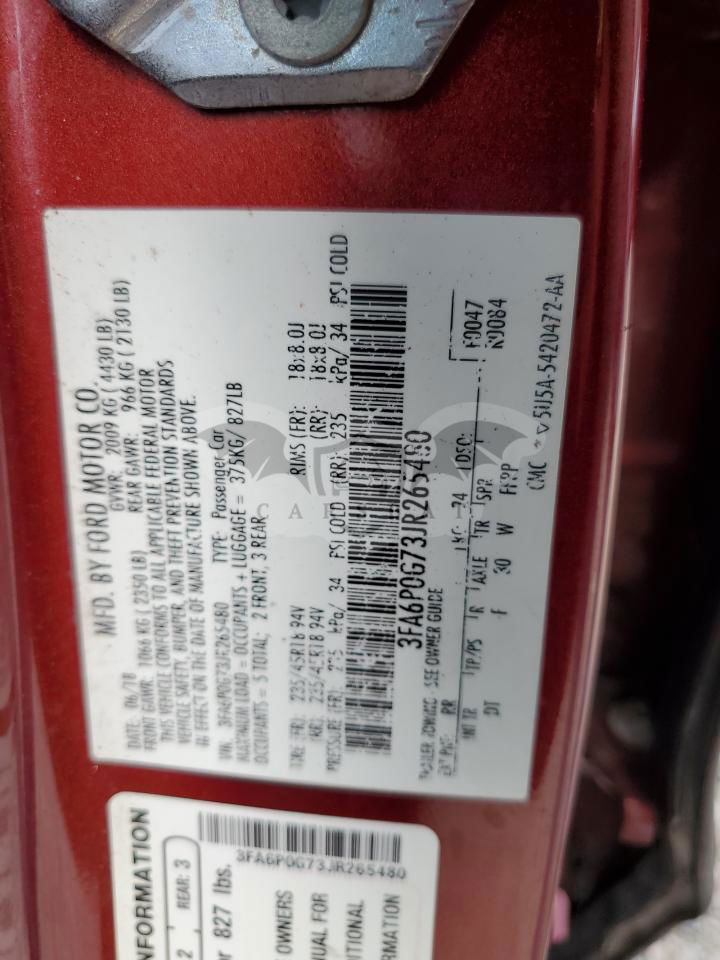 MFD. BY FORD MOTOR CO.
DATE: 06/18 GVWR: 2009 KG ( 4430 LB)
FRONT GAWR: 1066 KG ( 2350 LB) REAR GAWR: 966 KG ( 2130 LB)
THIS VEHICLE CONFORMS TO ALL APPLICABLE FEDERAL MOTOR
VEHICLE SAFETY, BUMPER, AND THEFT PREVENTION STANDARDS
IN EFFECT ON THE DATE OF MANUFACTURE SHOWN ABOVE.
VIN: 3FA6P0G73JR265480 TYPE: Passenger Car
MAXIMUM LOAD = OCCUPANTS + LUGGAGE = 375KG/ 827LB
OCCUPANTS = 5 TOTAL; 2 FRONT, 3 REAR
TIRE (FR): 235/45R18 94V RIMS (FR): 18x8.0J
(RR): 235/45R18 94V (RR): 18x8.0J
PRESSURE (FR): 235 kPa/ 34 PSI COLD (RR): 235 kPa/ 34 PSI COLD
3FA6P0G73JR265480
TRAILER TOWING - SEE OWNER GUIDE
EXT PNT: RR DSO: F0047
INT TR TP/PS R AXLE TR SPR R0084
DT F 30 W
CMC 5U5A-5420472-AA
CA
INFORMATION
2 REAR: 3
827 lbs.
3FA6P0G73JR265480
OWNERS
FOR